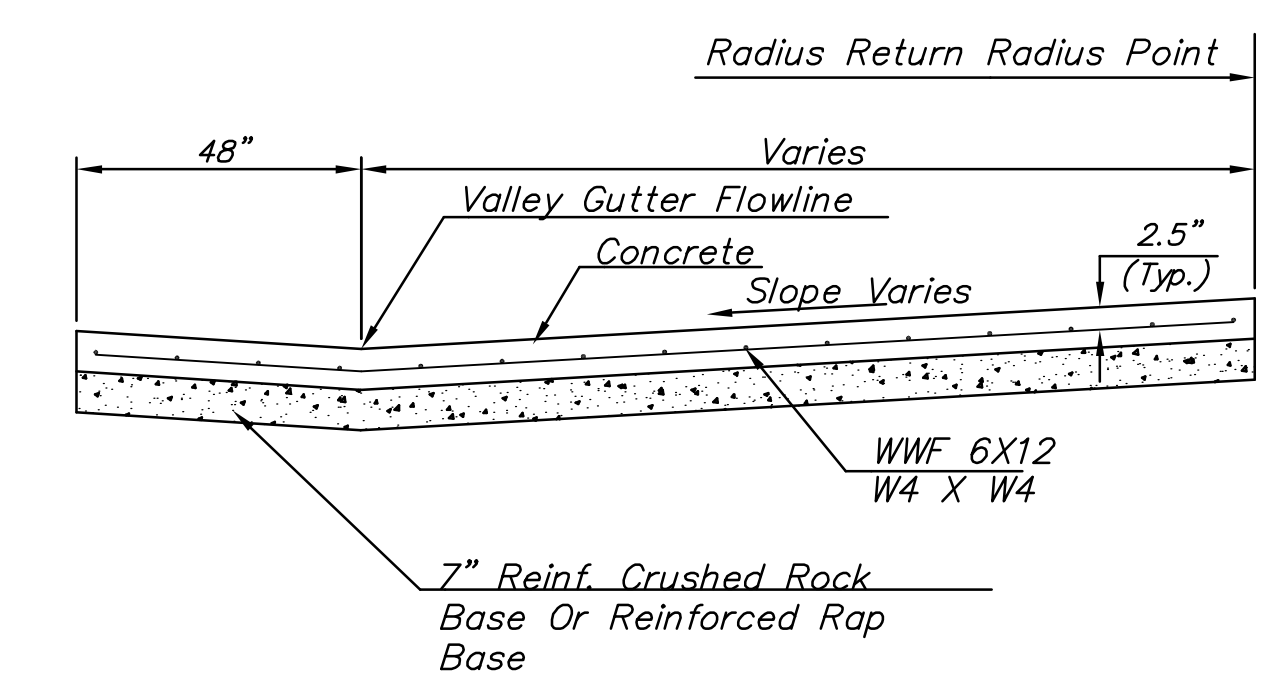 Radius Return Radius Point
48”
Varies
Valley Gutter Flowline
2.5”
(Typ.)
Concrete
Slope Varies
WWF 6X12
W4 X W4
7” Reinf. Crushed Rock
Base Or Reinforced Rap
Base